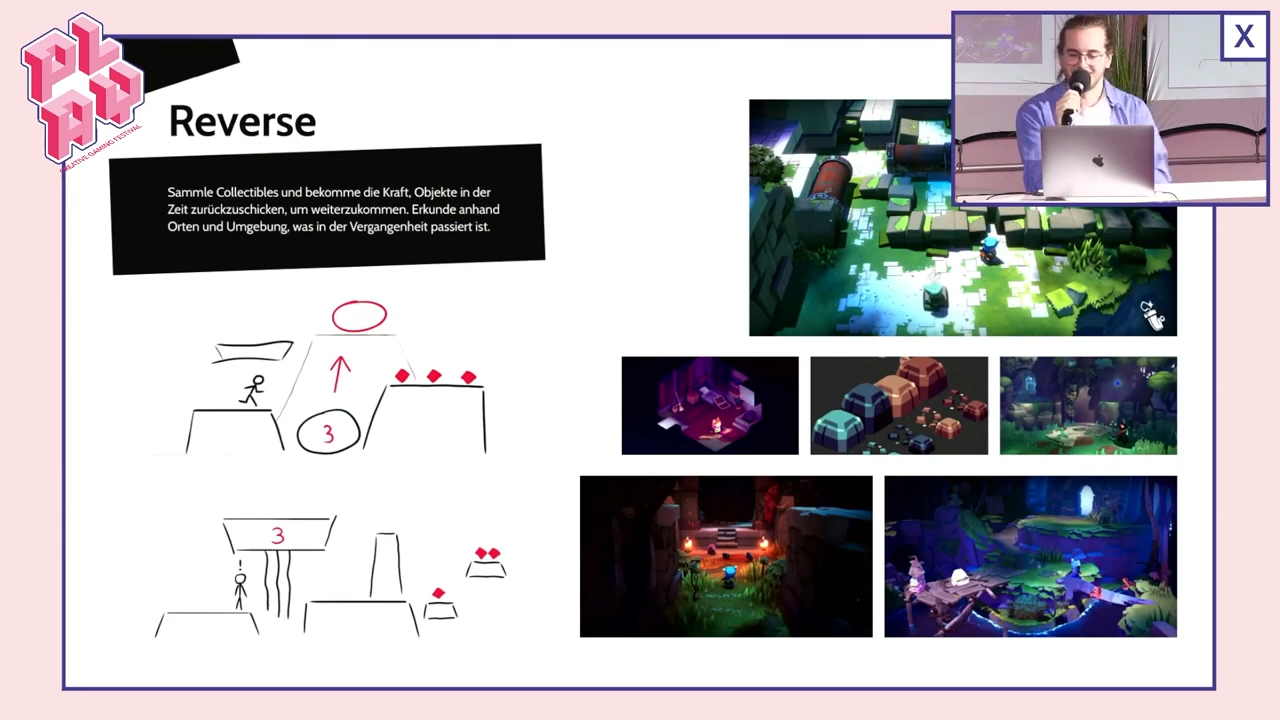 PLAY
CREATIVE GAMING FESTIVAL
X
Reverse
Sammle Collectibles und bekomme die Kraft, Objekte in der
Zeit zurückzuschicken, um weiterzukommen. Erkunde anhand
Orten und Umgebung, was in der Vergangenheit passiert ist.
3
3
!